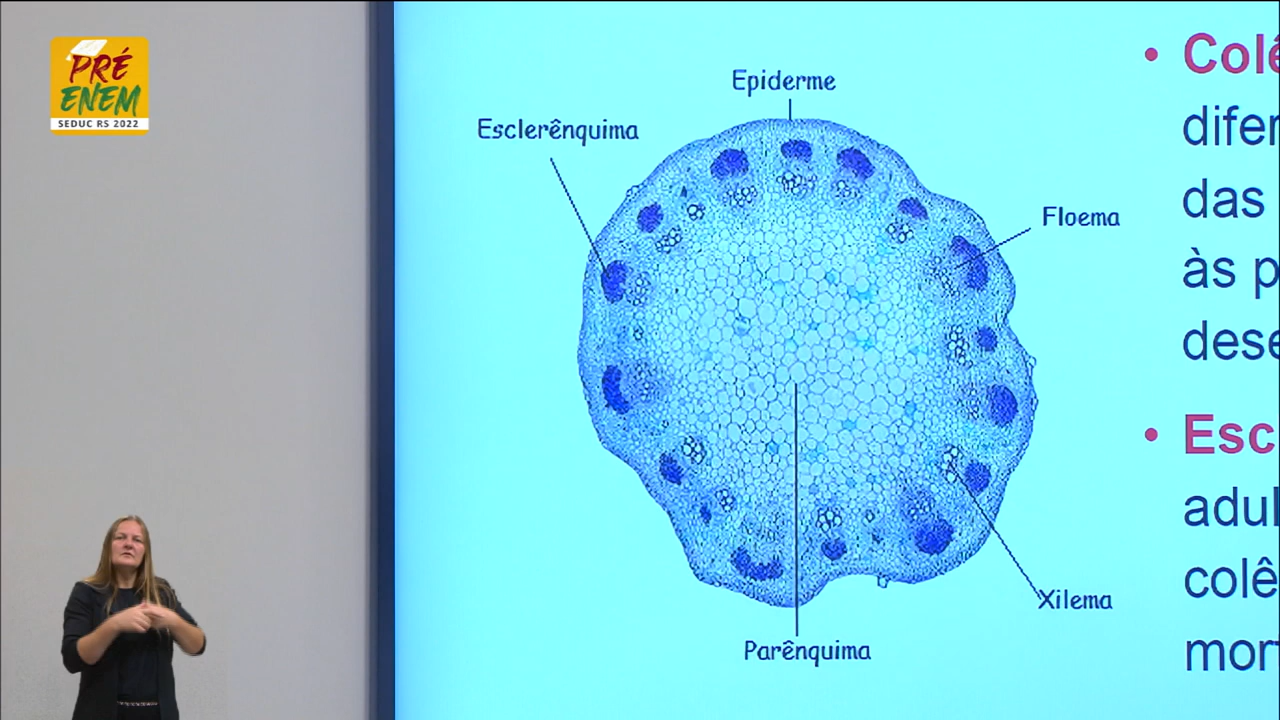 PRÉ
ENEM
SEDUC RS 2022
Epiderme
Esclerênquima
Floema
Xilema
Parênquima
• Colê
difer
das
às p
dese
• Esc
adul
colê
mor